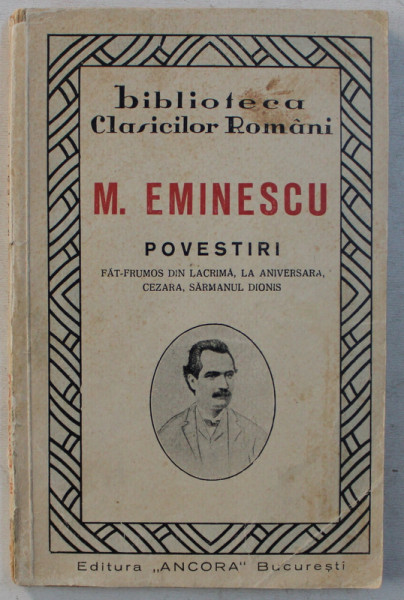 biblioteca
Clasicilor Români
M. EMINESCU
POVESTIRI
FĂT-FRUMOS DIN LACRIMĂ, LA ANIVERSARA,
CEZARA, SĂRMANUL DIONIS
Editura „ANCORA" Bucureşti